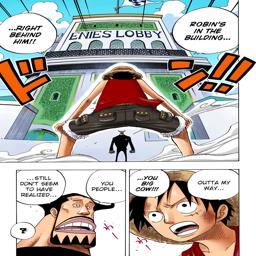 ROBIN'S
IN THE
BUILDING...
...RIGHT
BEHIND
HIM!!
ENIES LOBBY
ドン!!
OUTTA MY
WAY...
...YOU
BIG
COW!!!
YOU
PEOPLE...
...STILL
DON'T SEEM
TO HAVE
REALIZED...
?